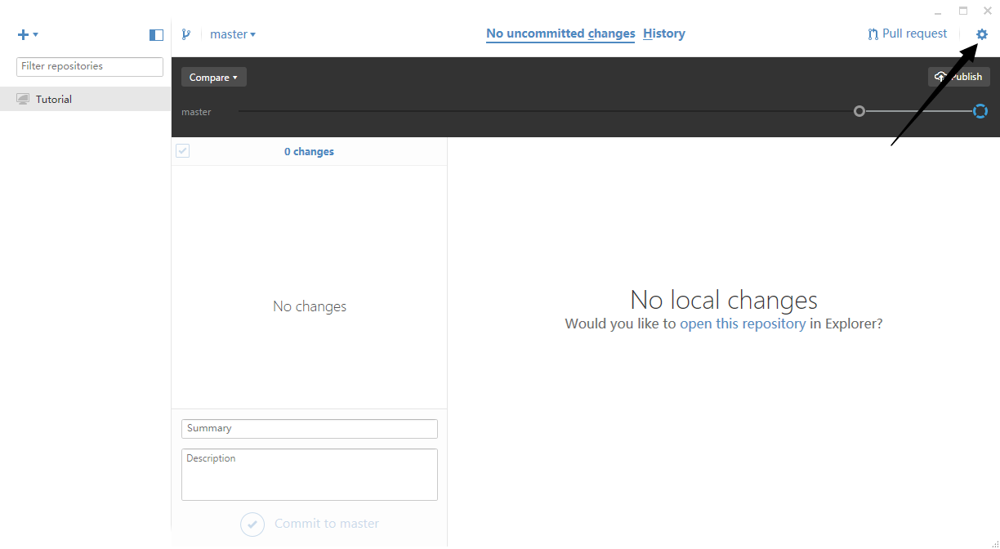 master
No uncommitted changes
History
Pull request
Filter repositories
Tutorial
Compare
Publish
master
0 changes
No changes
No local changes
Would you like to open this repository in Explorer?
Summary
Description
Commit to master